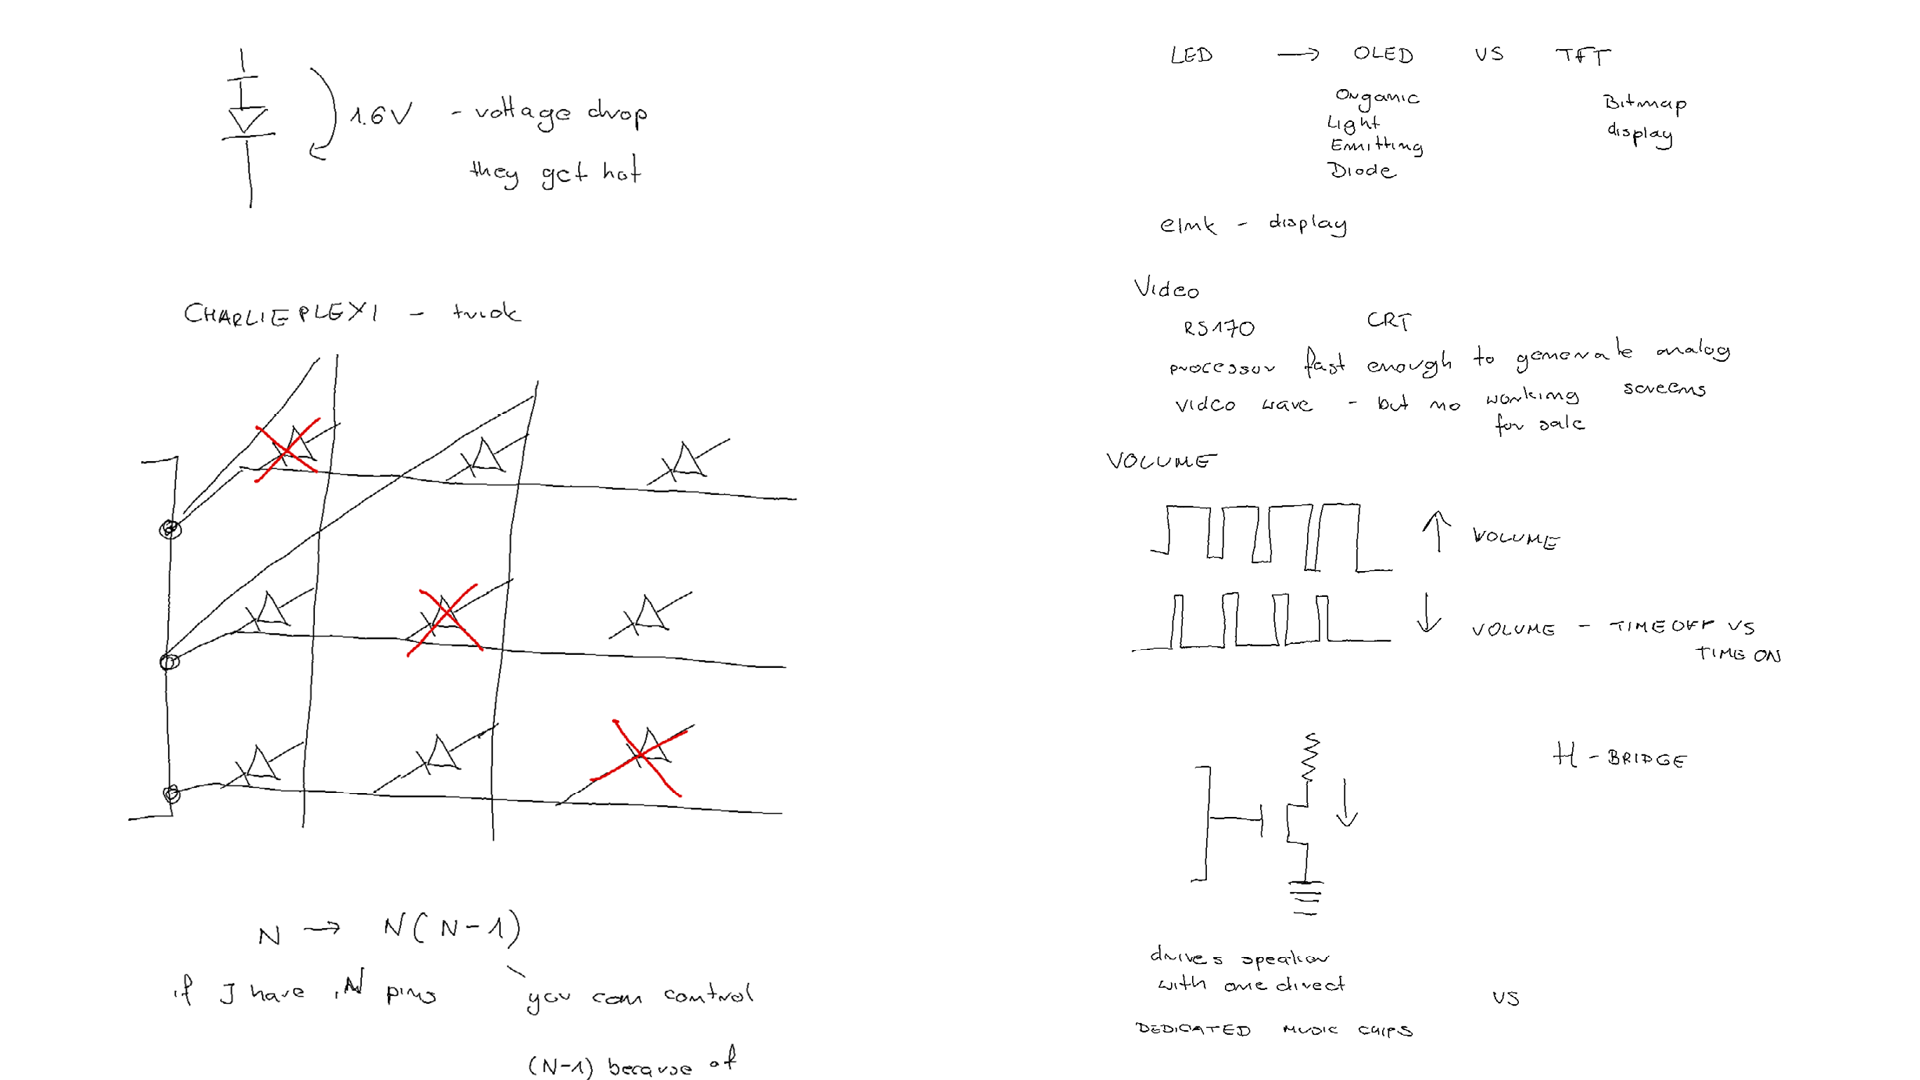 1.6V - voltage drop
they get hot
CHARLIEPLEXI - trick
N → N(N-1)
if I have N pins
you can control
(N-1) because of
LED → OLED VS TFT
Organic
Light
Emitting
Diode
Bitmap
display
eInk - display
Video
RS170 CRT
processor fast enough to generate analog
video wave - but no working screens
for sale
VOLUME
↑ VOLUME
↓ VOLUME - TIME OFF VS
TIME ON
H - BRIDGE
drives speaker
with one direct
VS
DEDICATED MUSIC CHIPS